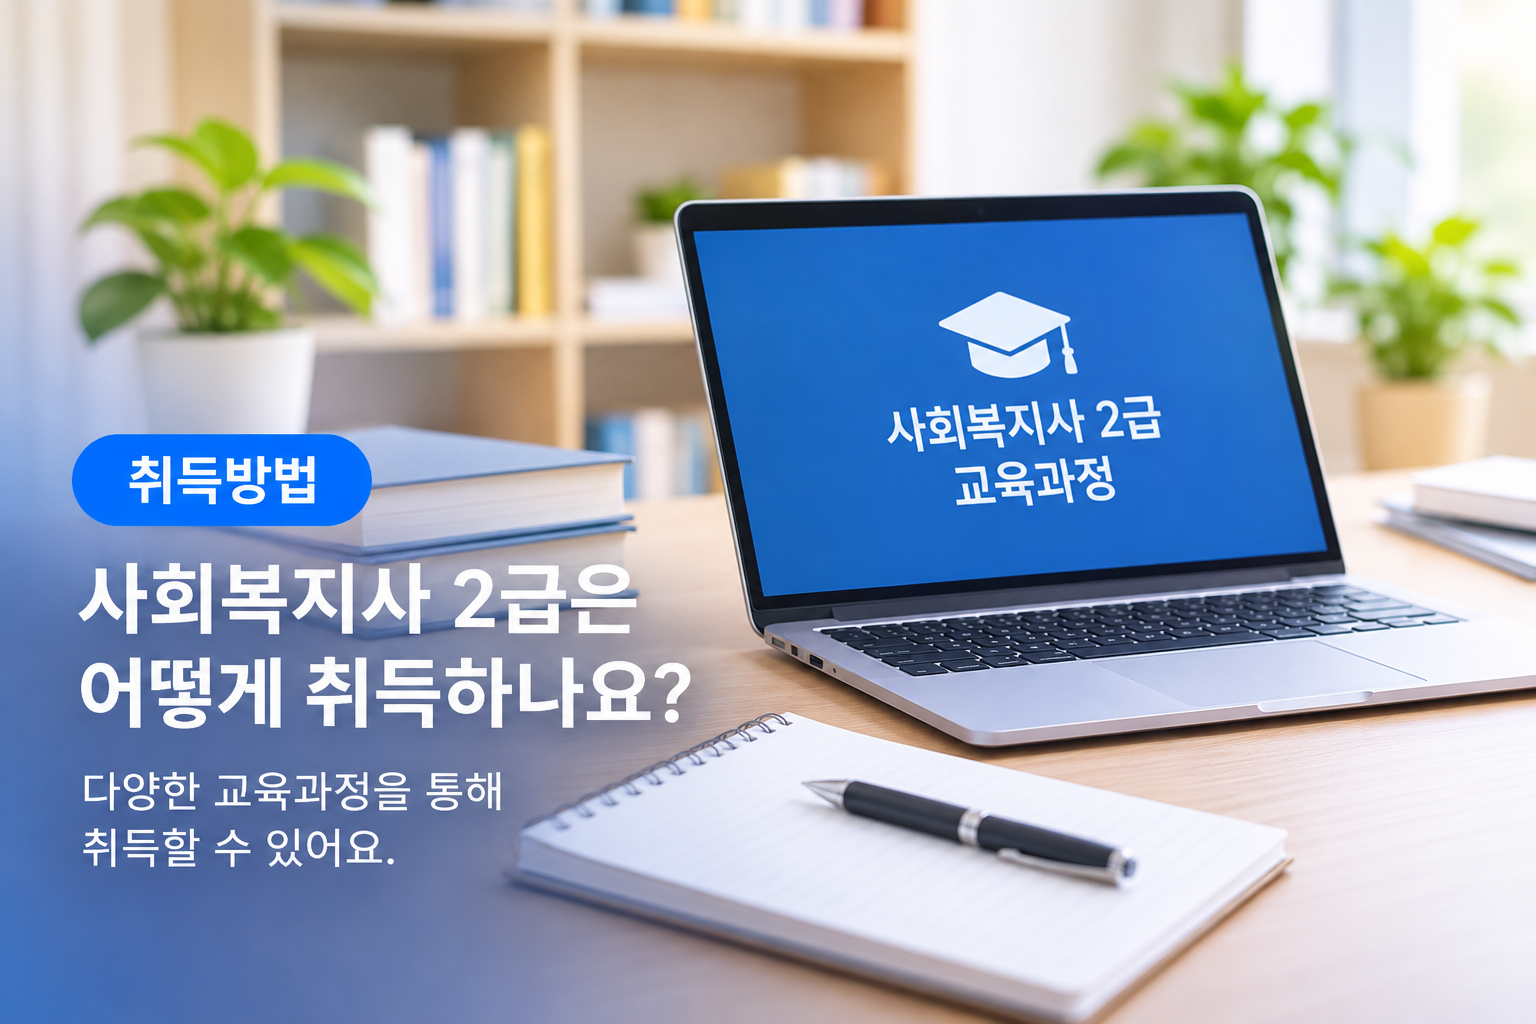 사회복지사 2급
교육과정
취득방법
사회복지사 2급은
어떻게 취득하나요?
다양한 교육과정을 통해
취득할 수 있어요.